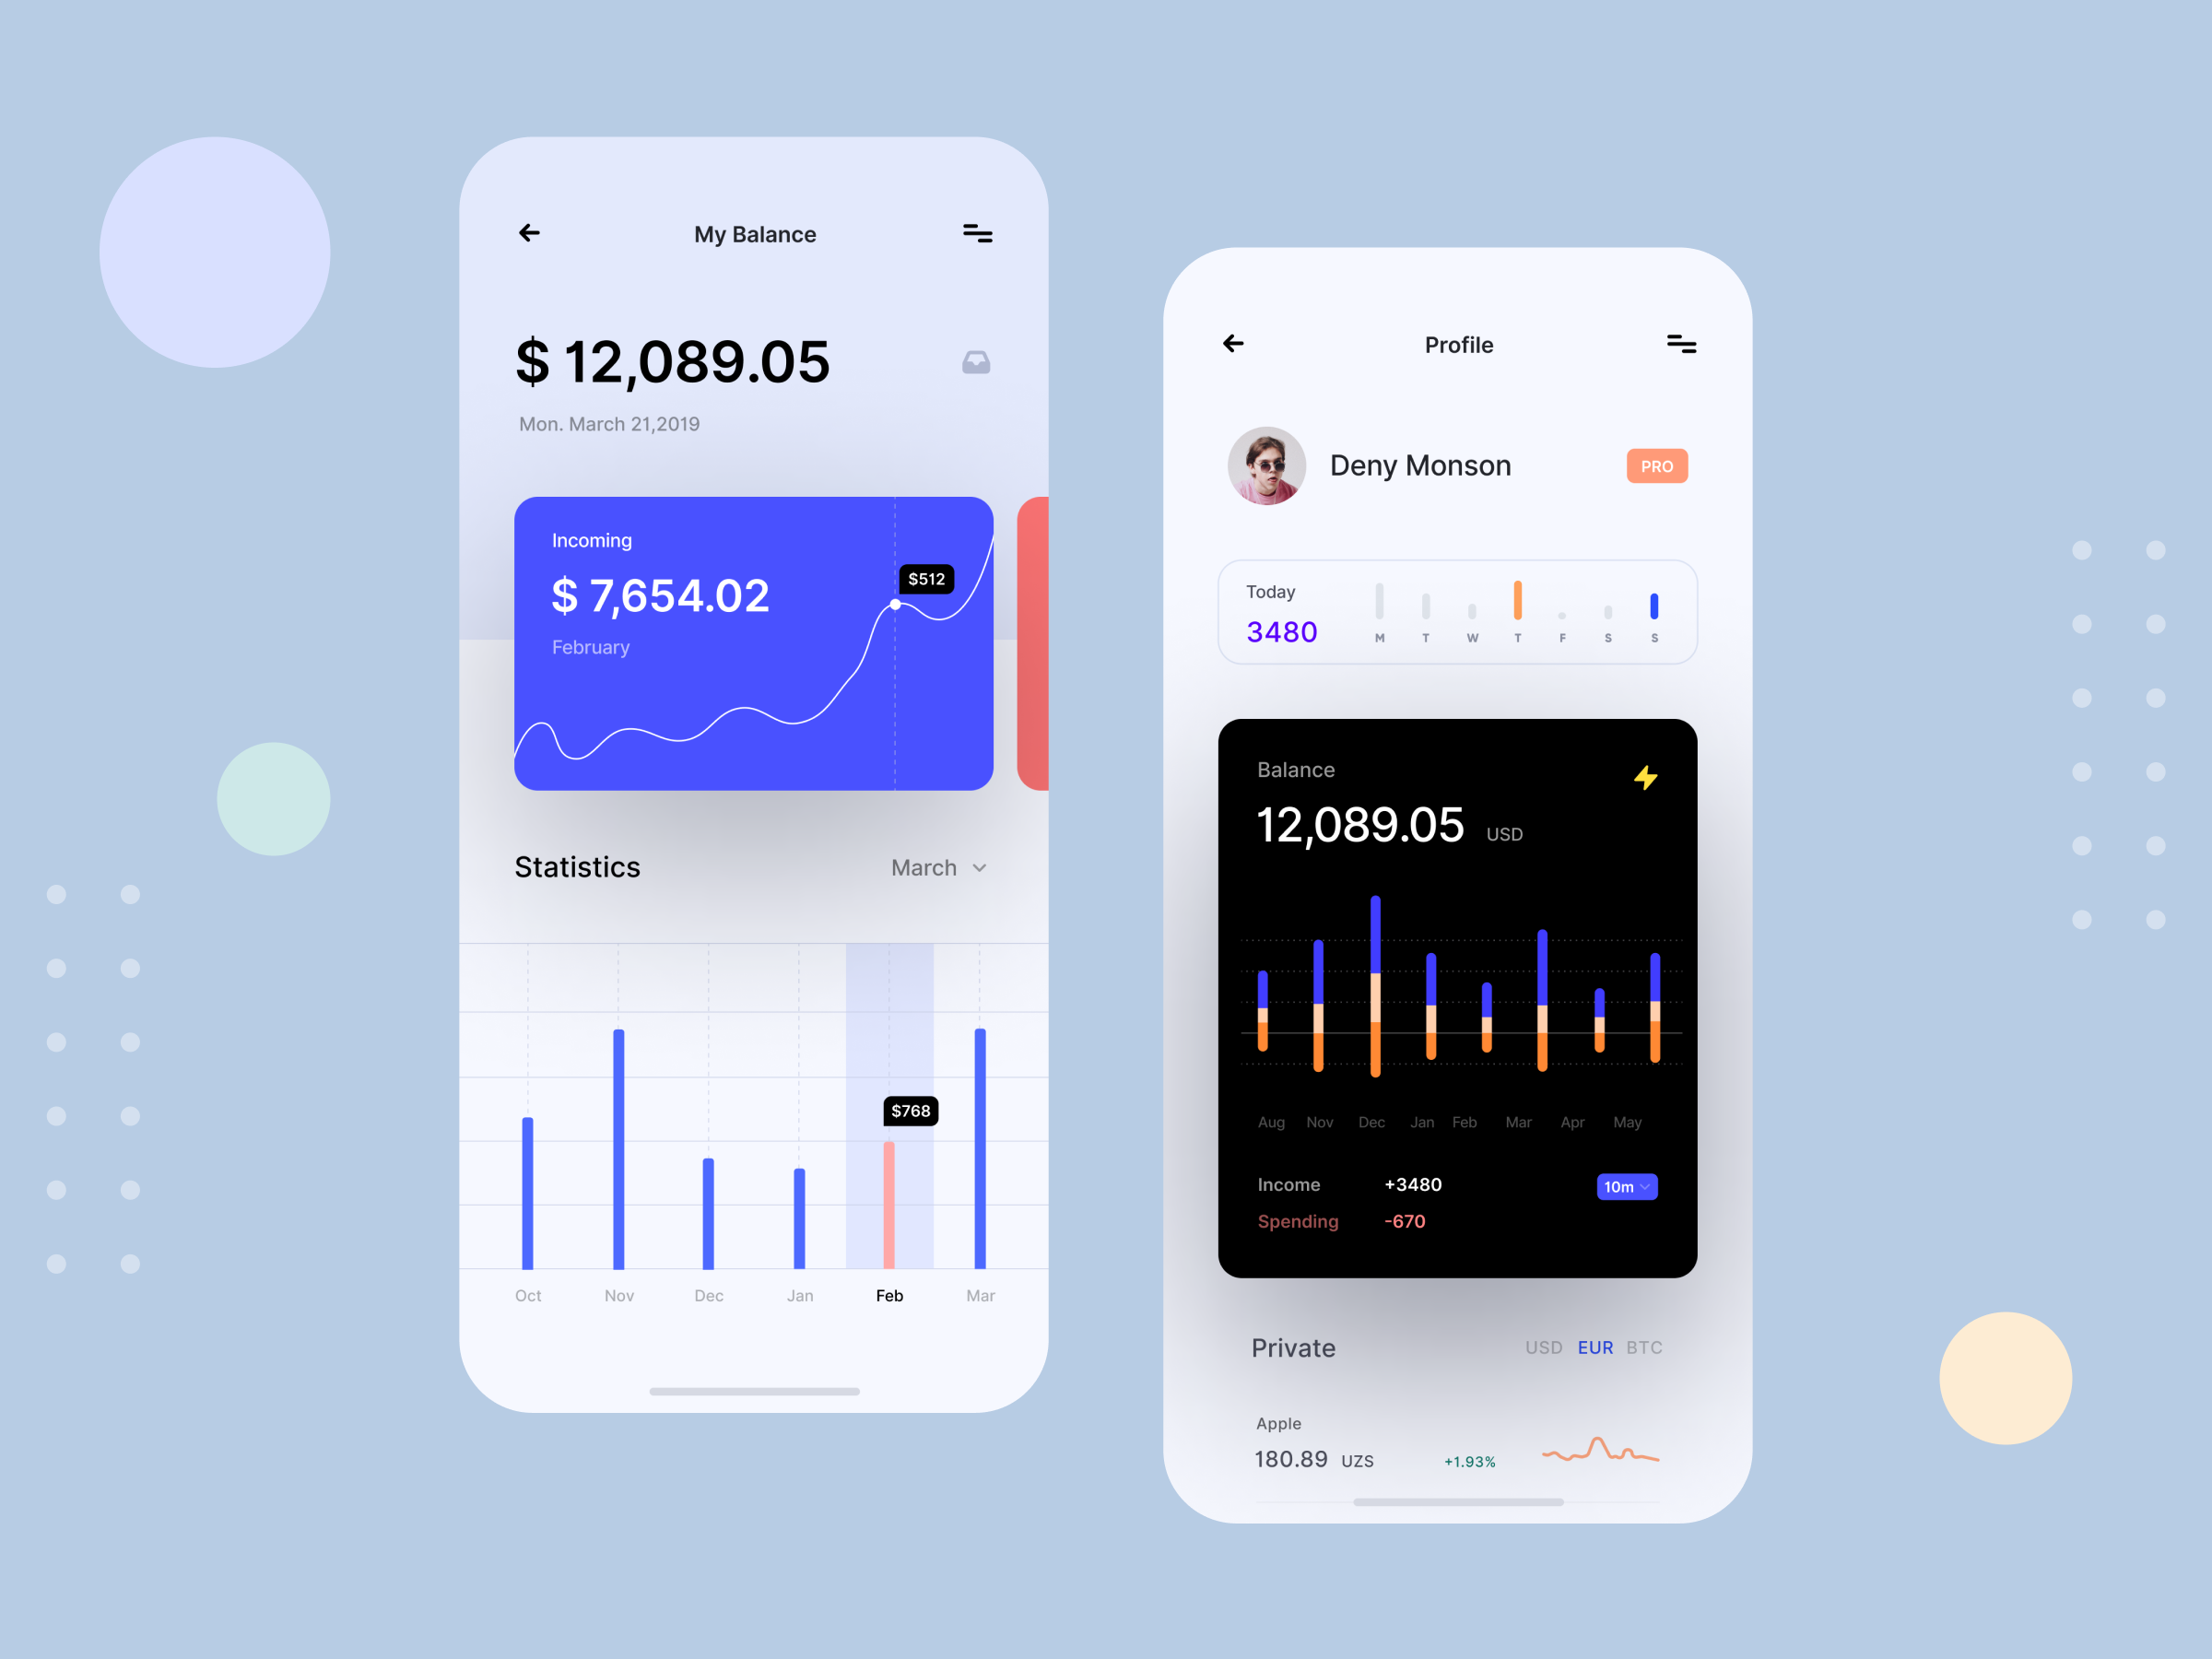 My Balance
$ 12,089.05
Mon. March 21,2019
Incoming
$ 7,654.02
February
$512
Statistics
March
$768
Oct Nov Dec Jan Feb Mar
Profile
Deny Monson
PRO
Today
3480
M T W T F S S
Balance
12,089.05 USD
Aug Nov Dec Jan Feb Mar Apr May
Income +3480
10m
Spending -670
Private
USD EUR BTC
Apple
180.89 UZS
+1.93%